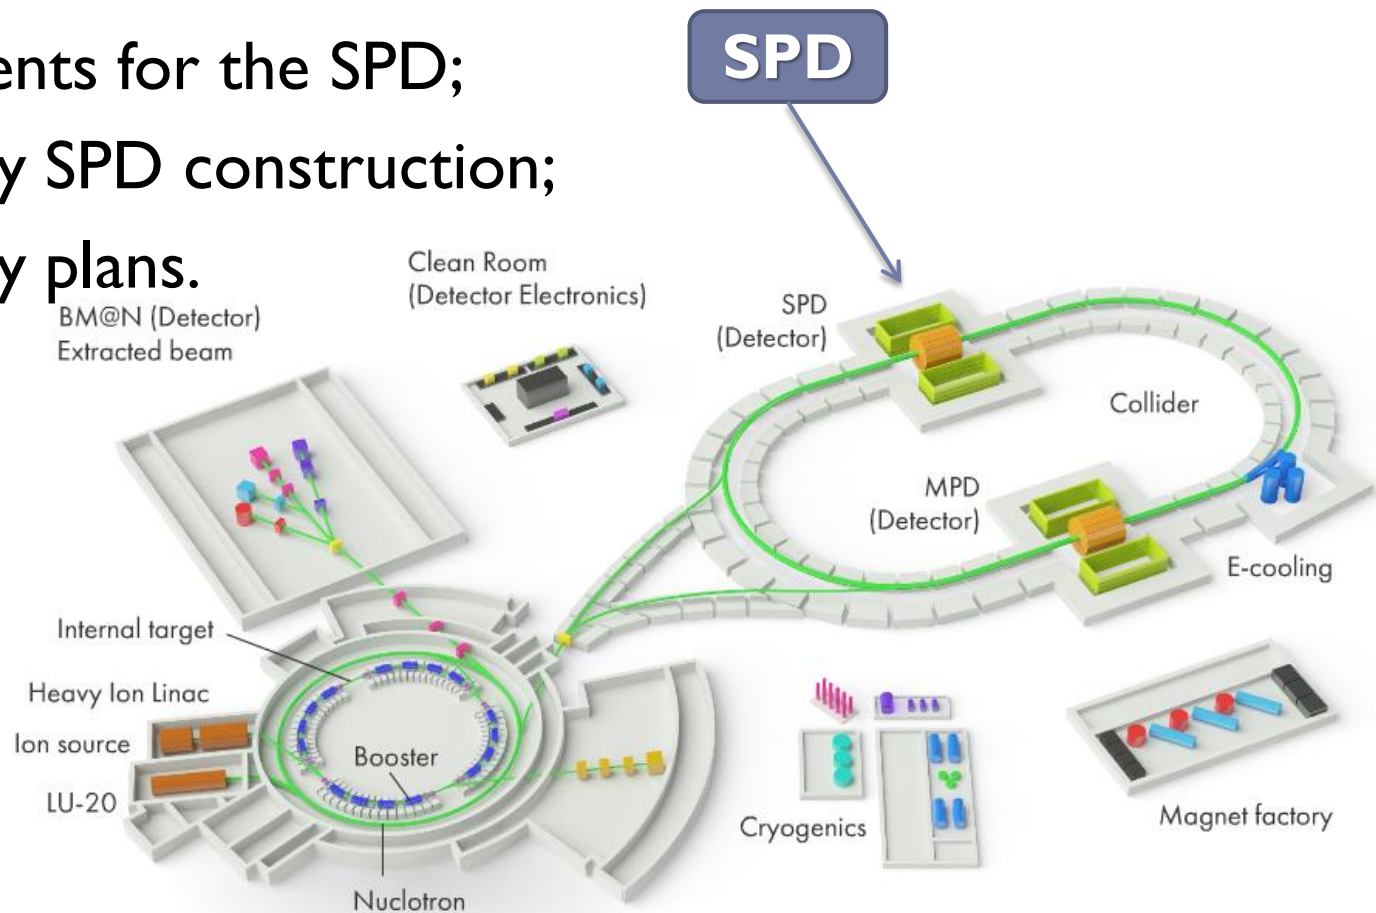 ents for the SPD;
SPD
y SPD construction;
y plans.
Clean Room
(Detector Electronics)
BM@N (Detector)
Extracted beam
SPD
(Detector)
Collider
MPD
(Detector)
E-cooling
Internal target
Heavy Ion Linac
Ion source
Booster
LU-20
Cryogenics
Magnet factory
Nuclotron